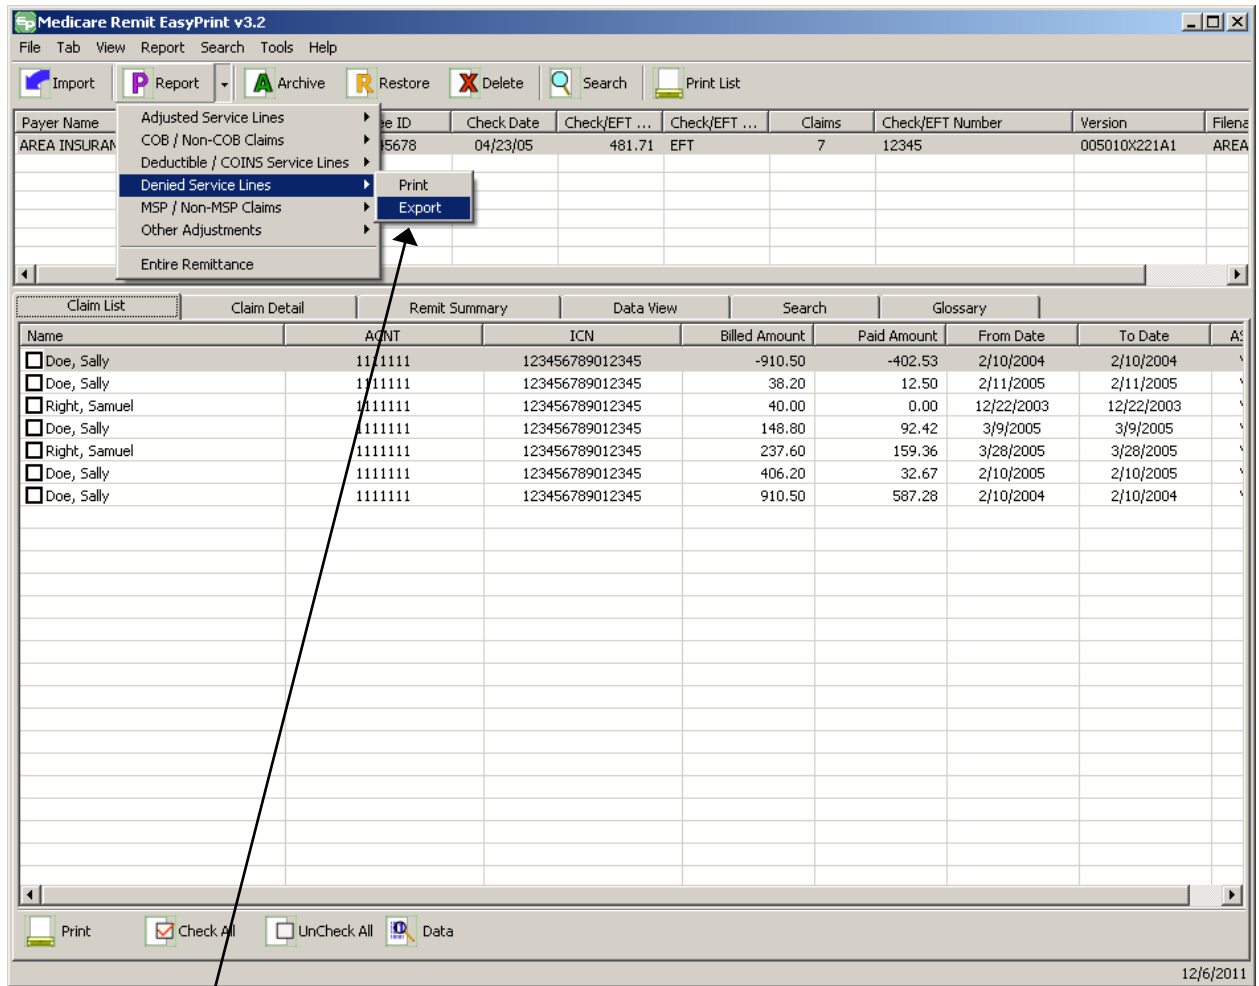 Medicare Remit EasyPrint v3.2
File Tab View Report Search Tools Help
Import P Report A Archive R Restore X Delete Search Print List
Payer Name ee ID Check Date Check/EFT ... Check/EFT ... Claims Check/EFT Number Version Filena
AREA INSURAN 5678 04/23/05 481.71 EFT 7 12345 005010X221A1 AREA
Adjusted Service Lines
COB / Non-COB Claims
Deductible / COINS Service Lines
Denied Service Lines
MSP / Non-MSP Claims
Other Adjustments
Entire Remittance
Print
Export
Claim List Claim Detail Remit Summary Data View Search Glossary
Name ACNT ICN Billed Amount Paid Amount From Date To Date AS
Doe, Sally 1111111 123456789012345 -910.50 -402.53 2/10/2004 2/10/2004
Doe, Sally 1111111 123456789012345 38.20 12.50 2/11/2005 2/11/2005
Right, Samuel 1111111 123456789012345 40.00 0.00 12/22/2003 12/22/2003
Doe, Sally 1111111 123456789012345 148.80 92.42 3/9/2005 3/9/2005
Right, Samuel 1111111 123456789012345 237.60 159.36 3/28/2005 3/28/2005
Doe, Sally 1111111 123456789012345 406.20 32.67 2/10/2005 2/10/2005
Doe, Sally 1111111 123456789012345 910.50 587.28 2/10/2004 2/10/2004
Print Check All UnCheck All Data
12/6/2011